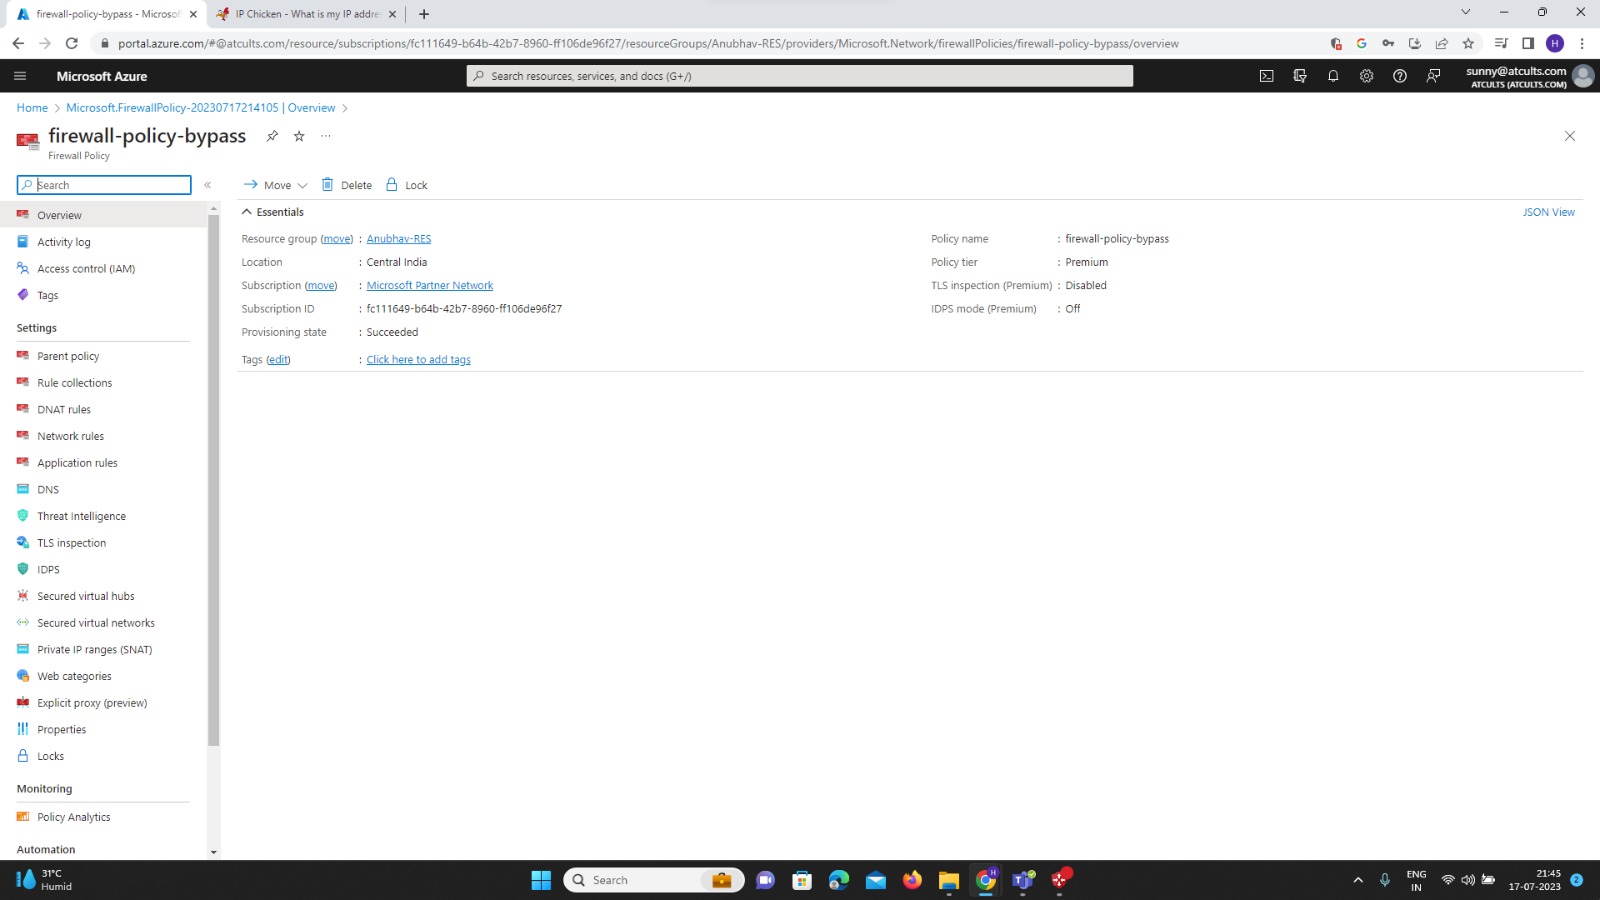 firewall-policy-bypass - Microsof
IP Chicken - What is my IP addre
portal.azure.com/#@atcults.com/resource/subscriptions/fc111649-b64b-42b7-8960-ff106de96f27/resourceGroups/Anubhav-RES/providers/Microsoft.Network/firewallPolicies/firewall-policy-bypass/overview
H
Microsoft Azure
Search resources, services, and docs (G+/)
sunny@atcults.com
ATCULTS (ATCULTS.COM)
Home > Microsoft.FirewallPolicy-20230717214105 | Overview >
firewall-policy-bypass
Firewall Policy
Search
«
Move
Delete
Lock
Overview
Activity log
Access control (IAM)
Tags
Settings
Parent policy
Rule collections
DNAT rules
Network rules
Application rules
DNS
Threat Intelligence
TLS inspection
IDPS
Secured virtual hubs
Secured virtual networks
Private IP ranges (SNAT)
Web categories
Explicit proxy (preview)
Properties
Locks
Monitoring
Policy Analytics
Automation
Essentials
JSON View
Resource group (move) : Anubhav-RES
Location : Central India
Subscription (move) : Microsoft Partner Network
Subscription ID : fc111649-b64b-42b7-8960-ff106de96f27
Provisioning state : Succeeded
Tags (edit) : Click here to add tags
Policy name : firewall-policy-bypass
Policy tier : Premium
TLS inspection (Premium) : Disabled
IDPS mode (Premium) : Off
31°C
Humid
Search
ENG
IN
21:45
17-07-2023
2